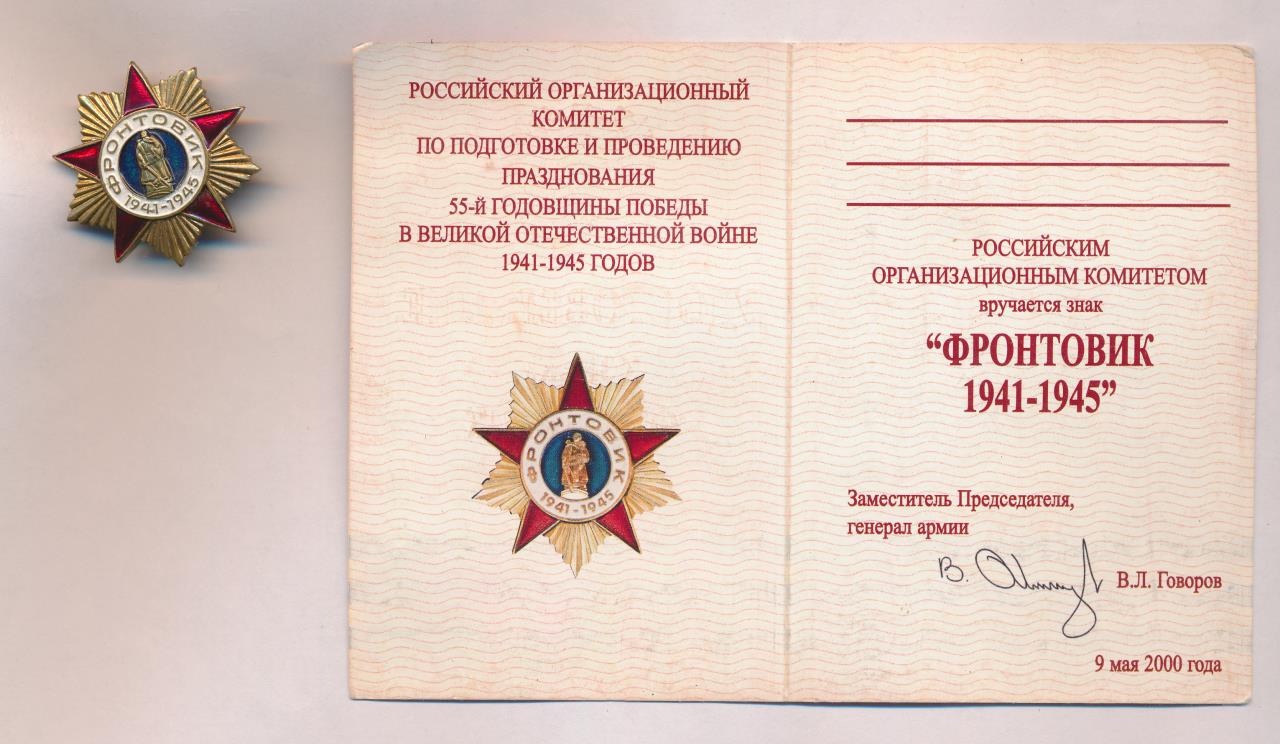 ФРОНТОВИК
1941-1945
РОССИЙСКИЙ ОРГАНИЗАЦИОННЫЙ
КОМИТЕТ
ПО ПОДГОТОВКЕ И ПРОВЕДЕНИЮ
ПРАЗДНОВАНИЯ
55-й ГОДОВЩИНЫ ПОБЕДЫ
В ВЕЛИКОЙ ОТЕЧЕСТВЕННОЙ ВОЙНЕ
1941-1945 ГОДОВ
ФРОНТОВИК
1941-1945
РОССИЙСКИМ
ОРГАНИЗАЦИОННЫМ КОМИТЕТОМ
вручается знак
“ФРОНТОВИК
1941-1945”
Заместитель Председателя,
генерал армии
В.Л. Говоров
9 мая 2000 года